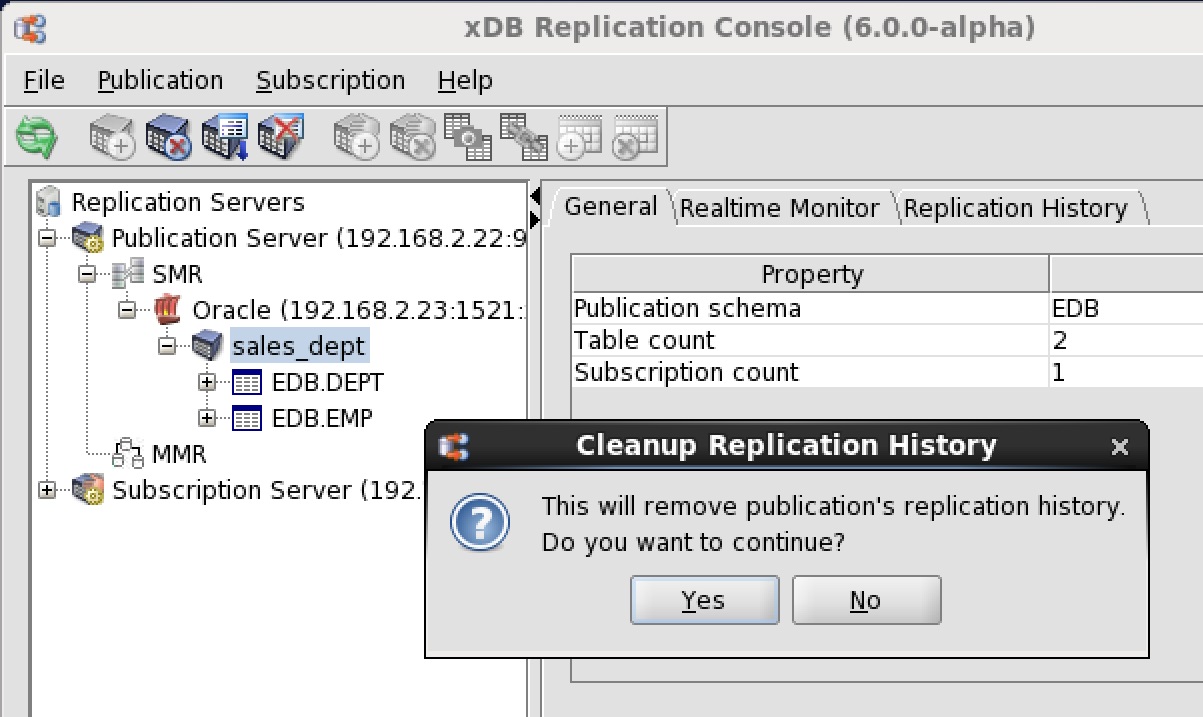 xDB Replication Console (6.0.0-alpha)
File Publication Subscription Help
Replication Servers
Publication Server (192.168.2.22:9
SMR
Oracle (192.168.2.23:1521:
sales_dept
EDB.DEPT
EDB.EMP
MMR
Subscription Server (192.
General Realtime Monitor Replication History
Property
Publication schema EDB
Table count 2
Subscription count 1
Cleanup Replication History
This will remove publication's replication history.
Do you want to continue?
Yes No